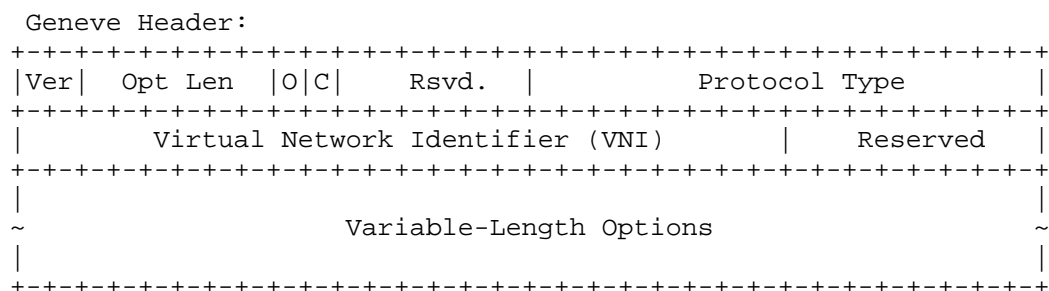 Geneve Header:
+-+-+-+-+-+-+-+-+-+-+-+-+-+-+-+-+-+-+-+-+-+-+-+-+-+-+-+-+-+-+-+-+
|Ver|  Opt Len  |O|C|    Rsvd.  |          Protocol Type        |
+-+-+-+-+-+-+-+-+-+-+-+-+-+-+-+-+-+-+-+-+-+-+-+-+-+-+-+-+-+-+-+-+
|        Virtual Network Identifier (VNI)       |    Reserved   |
+-+-+-+-+-+-+-+-+-+-+-+-+-+-+-+-+-+-+-+-+-+-+-+-+-+-+-+-+-+-+-+-+
|                                                               |
~                    Variable-Length Options                    ~
|                                                               |
+-+-+-+-+-+-+-+-+-+-+-+-+-+-+-+-+-+-+-+-+-+-+-+-+-+-+-+-+-+-+-+-+